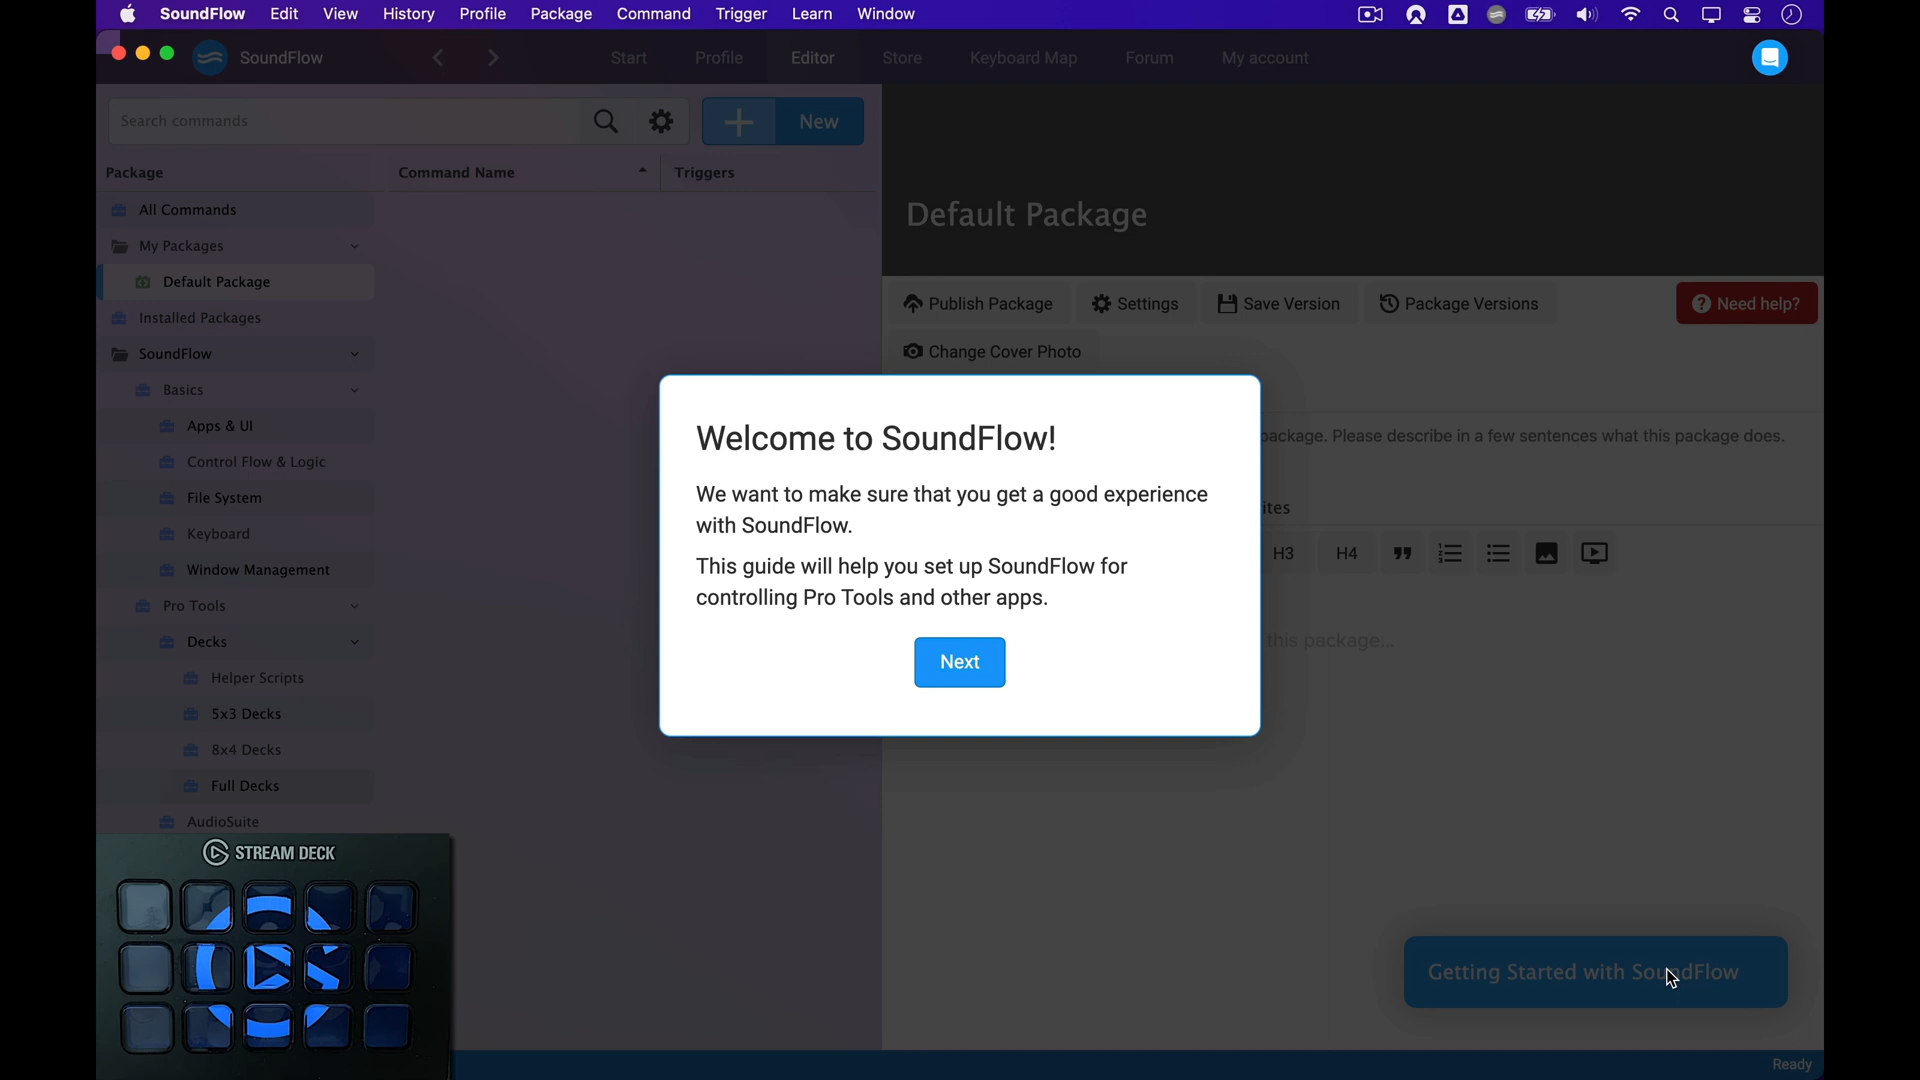 SoundFlow Edit View History Profile Package Command Trigger Learn Window
SoundFlow
Start Profile Editor Store Keyboard Map Forum My account
Search commands
New
Package Command Name Triggers
All Commands
My Packages
Default Package
Installed Packages
SoundFlow
Basics
Apps & UI
Control Flow & Logic
File System
Keyboard
Window Management
Pro Tools
Decks
Helper Scripts
5x3 Decks
8x4 Decks
Full Decks
AudioSuite
STREAM DECK
Default Package
Publish Package Settings Save Version Package Versions Need help?
Change Cover Photo
package. Please describe in a few sentences what this package does.
H3 H4
this package...
Welcome to SoundFlow!
We want to make sure that you get a good experience
with SoundFlow.
This guide will help you set up SoundFlow for
controlling Pro Tools and other apps.
Next
Getting Started with SoundFlow
Ready